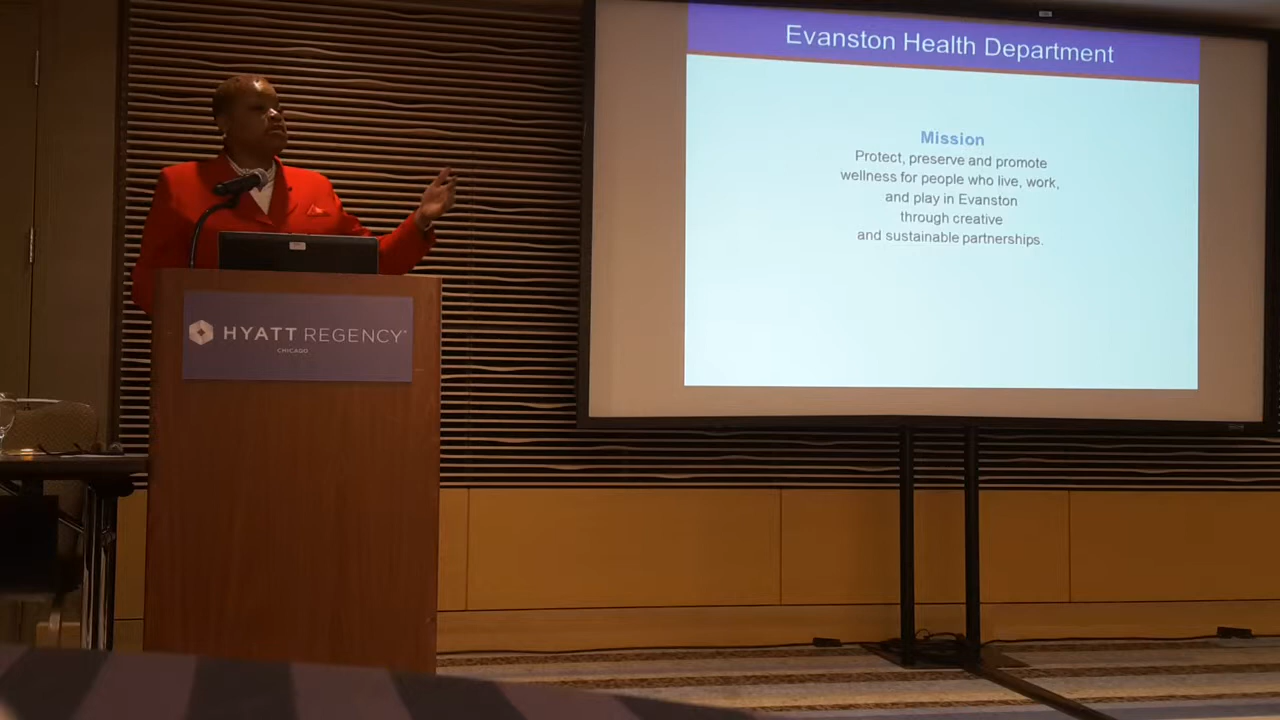 Evanston Health Department
Mission
Protect, preserve and promote
wellness for people who live, work,
and play in Evanston
through creative
and sustainable partnerships.
HYATT REGENCY
CHICAGO